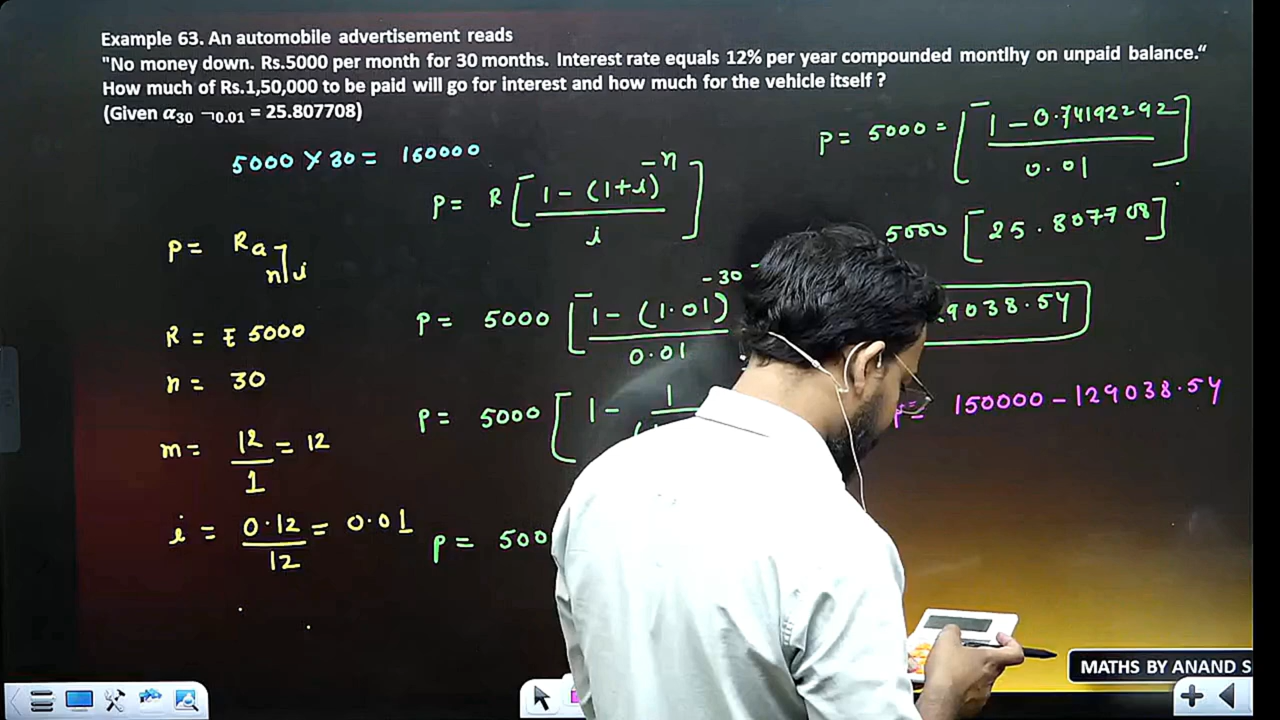 Example 63. An automobile advertisement reads
"No money down. Rs.5000 per month for 30 months. Interest rate equals 12% per year compounded montlhy on unpaid balance.“
How much of Rs.1,50,000 to be paid will go for interest and how much for the vehicle itself ?
(Given α30 ¬0.01 = 25.807708)
5000 × 30 = 150000
P = R a n˥i
R = ₹ 5000
n = 30
m = 12/1 = 12
i = 0.12/12 = 0.01
P = R [1 - (1+i)^-n / i]
P = 5000 [1 - (1.01)^-30 / 0.01
P = 5000 [1 - 1
P = 500
P = 5000 = [1 - 0.74192292 / 0.01]
5000 [25.807708]
9038.54
150000 - 129038.54
MATHS BY ANAND S